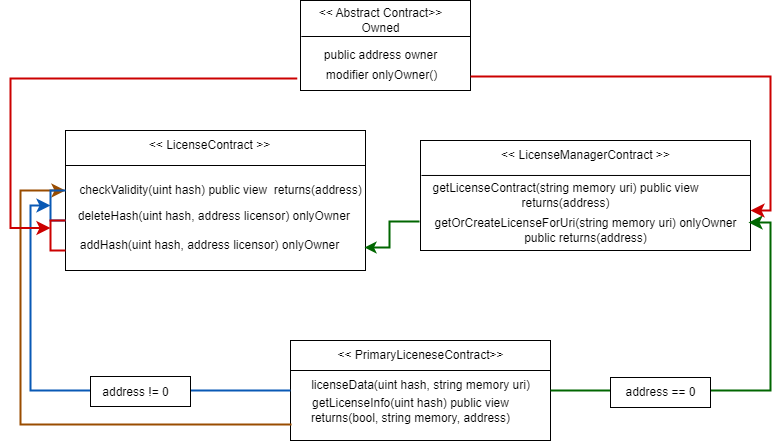 << Abstract Contract>>
Owned
public address owner
modifier onlyOwner()
<< LicenseContract >>
checkValidity(uint hash) public view returns(address)
deleteHash(uint hash, address licensor) onlyOwner
addHash(uint hash, address licensor) onlyOwner
<< LicenseManagerContract >>
getLicenseContract(string memory uri) public view
returns(address)
getOrCreateLicenseForUri(string memory uri) onlyOwner
public returns(address)
<< PrimaryLiceneseContract>>
licenseData(uint hash, string memory uri)
getLicenseInfo(uint hash) public view
returns(bool, string memory, address)
address != 0
address == 0